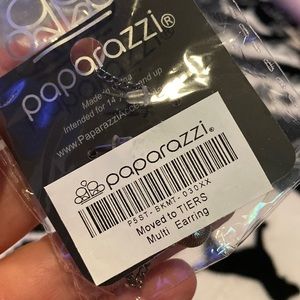 paparazzi®
Made in China
Intended for 14 years and up
www.PaparazziAcce
paparazzi®
P5ST-BKMT-030XX
Moved to TIERS
Multi Earring